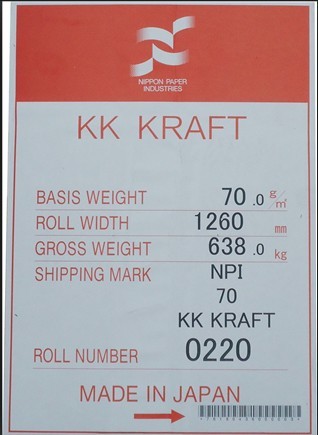 NIPPON PAPER
INDUSTRIES
KK KRAFT
BASIS WEIGHT 70.0 g/㎡
ROLL WIDTH 1260 mm
GROSS WEIGHT 638.0 kg
SHIPPING MARK NPI
70
KK KRAFT
ROLL NUMBER 0220
MADE IN JAPAN